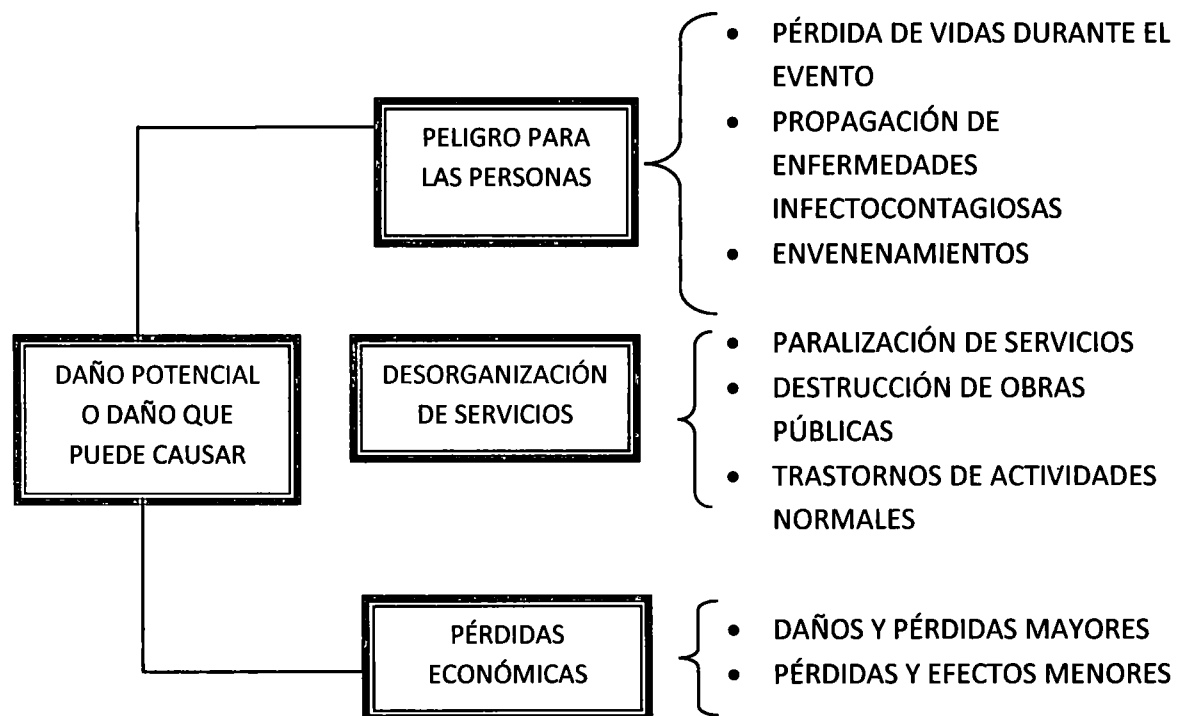 PELIGRO PARA
LAS PERSONAS
• PÉRDIDA DE VIDAS DURANTE EL
EVENTO
• PROPAGACIÓN DE
ENFERMEDADES
INFECTOCONTAGIOSAS
• ENVENENAMIENTOS
DAÑO POTENCIAL
O DAÑO QUE
PUEDE CAUSAR
DESORGANIZACIÓN
DE SERVICIOS
• PARALIZACIÓN DE SERVICIOS
• DESTRUCCIÓN DE OBRAS
PÚBLICAS
• TRASTORNOS DE ACTIVIDADES
NORMALES
PÉRDIDAS
ECONÓMICAS
• DAÑOS Y PÉRDIDAS MAYORES
• PÉRDIDAS Y EFECTOS MENORES